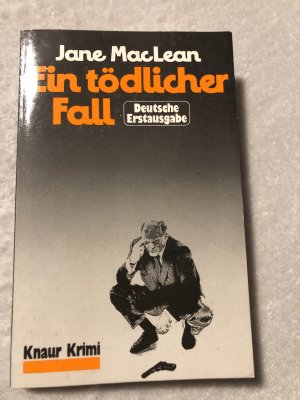 Jane MacLean
Ein tödlicher
Fall
Deutsche
Erstausgabe
Knaur Krimi